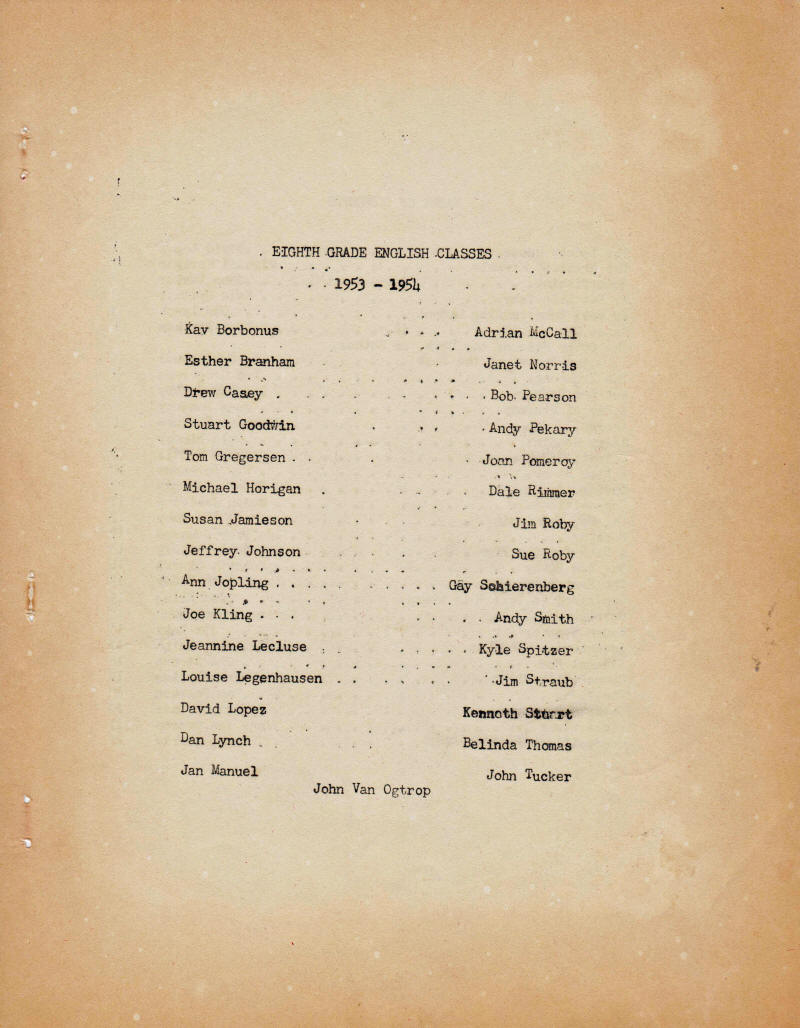 EIGHTH GRADE ENGLISH CLASSES
1953 - 1954
Kav Borbonus Adrian McCall
Esther Branham Janet Norris
Drew Casey Bob Pearson
Stuart Goodwin Andy Pekary
Tom Gregersen Joan Pomeroy
Michael Horigan Dale Rimmer
Susan Jamieson Jim Roby
Jeffrey Johnson Sue Roby
Ann Jopling Gay Schierenberg
Joe Kling Andy Smith
Jeannine Lecluse Kyle Spitzer
Louise Legenhausen Jim Straub
David Lopez Kenneth
Dan Lynch Belinda Thomas
Jan Manuel John Tucker
John Van Ogtrop